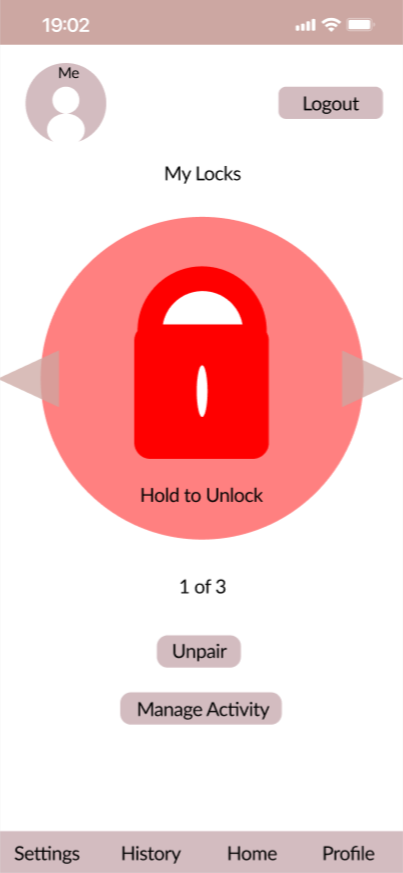 19:02
Me
Logout
My Locks
Hold to Unlock
1 of 3
Unpair
Manage Activity
Settings History Home Profile